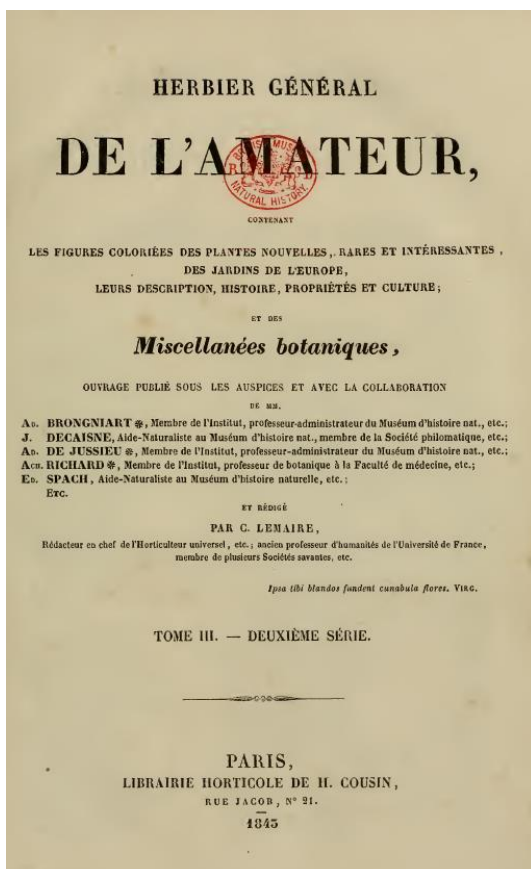 HERBIER GÉNÉRAL
DE L'AMATEUR,
BRITISH MUSEUM
R D
NATURAL HISTORY
CONTENANT
LES FIGURES COLORIÉES DES PLANTES NOUVELLES, RARES ET INTÉRESSANTES,
DES JARDINS DE L'EUROPE,
LEURS DESCRIPTION, HISTOIRE, PROPRIÉTÉS ET CULTURE;
ET DES
Miscellanées botaniques,
OUVRAGE PUBLIÉ SOUS LES AUSPICES ET AVEC LA COLLABORATION
DE MM.
AD. BRONGNIART ✽, Membre de l'Institut, professeur-administrateur du Muséum d'histoire nat., etc.;
J. DECAISNE, Aide-Naturaliste au Muséum d'histoire nat., membre de la Société philomatique, etc.;
AD. DE JUSSIEU ✽, Membre de l'Institut, professeur-administrateur du Muséum d'histoire nat., etc.;
ACH. RICHARD ✽, Membre de l'Institut, professeur de botanique à la Faculté de médecine, etc.;
ED. SPACH, Aide-Naturaliste au Muséum d'histoire naturelle, etc.;
ETC.
ET RÉDIGÉ
PAR C. LEMAIRE,
Rédacteur en chef de l'Horticulteur universel, etc.; ancien professeur d'humanités de l'Université de France,
membre de plusieurs Sociétés savantes, etc.
Ipsa tibi blandos fundent cunabula flores. VIRG.
TOME III. — DEUXIÈME SÉRIE.
PARIS,
LIBRAIRIE HORTICOLE DE H. COUSIN,
RUE JACOB, N° 21.
1843